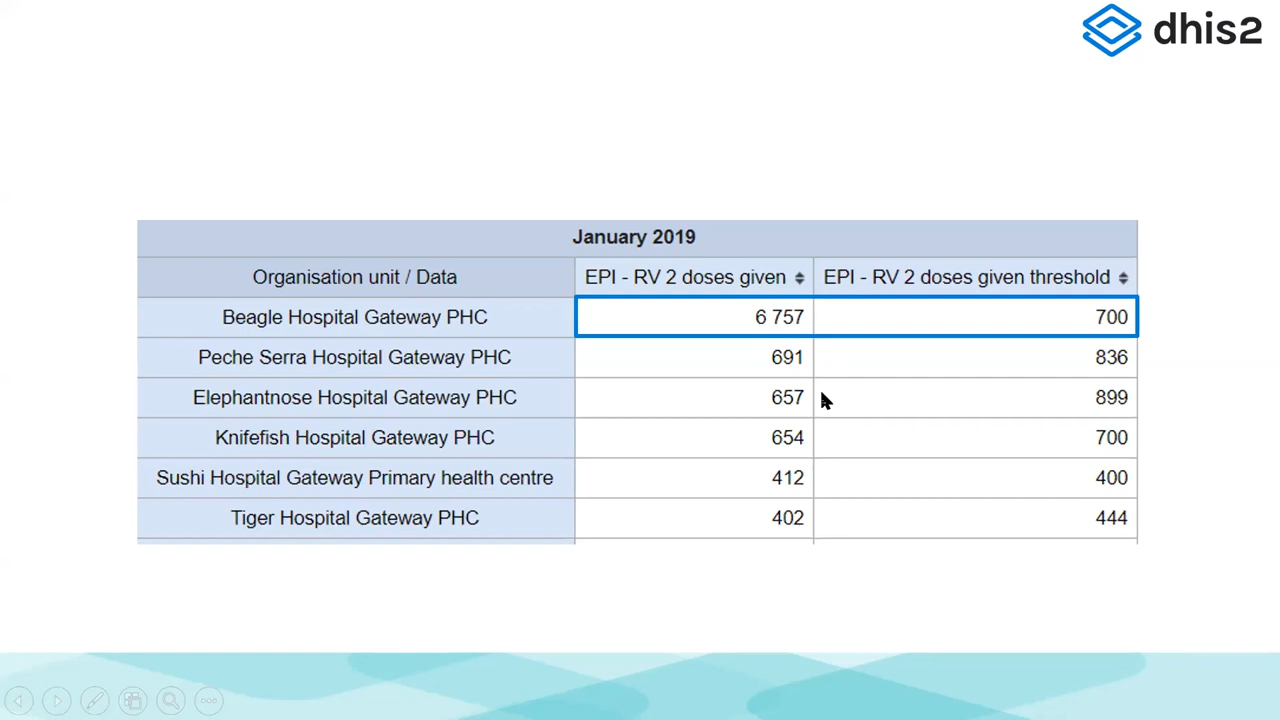 dhis2
January 2019
Organisation unit / Data EPI - RV 2 doses given EPI - RV 2 doses given threshold
Beagle Hospital Gateway PHC 6 757 700
Peche Serra Hospital Gateway PHC 691 836
Elephantnose Hospital Gateway PHC 657 899
Knifefish Hospital Gateway PHC 654 700
Sushi Hospital Gateway Primary health centre 412 400
Tiger Hospital Gateway PHC 402 444